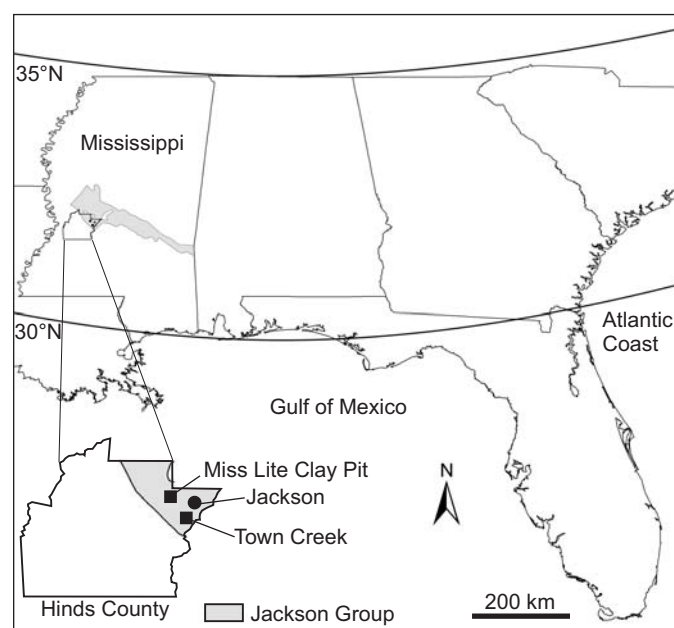 35°N
Mississippi
30°N
Atlantic
Coast
Gulf of Mexico
N
Miss Lite Clay Pit
Jackson
Town Creek
Hinds County
Jackson Group
200 km